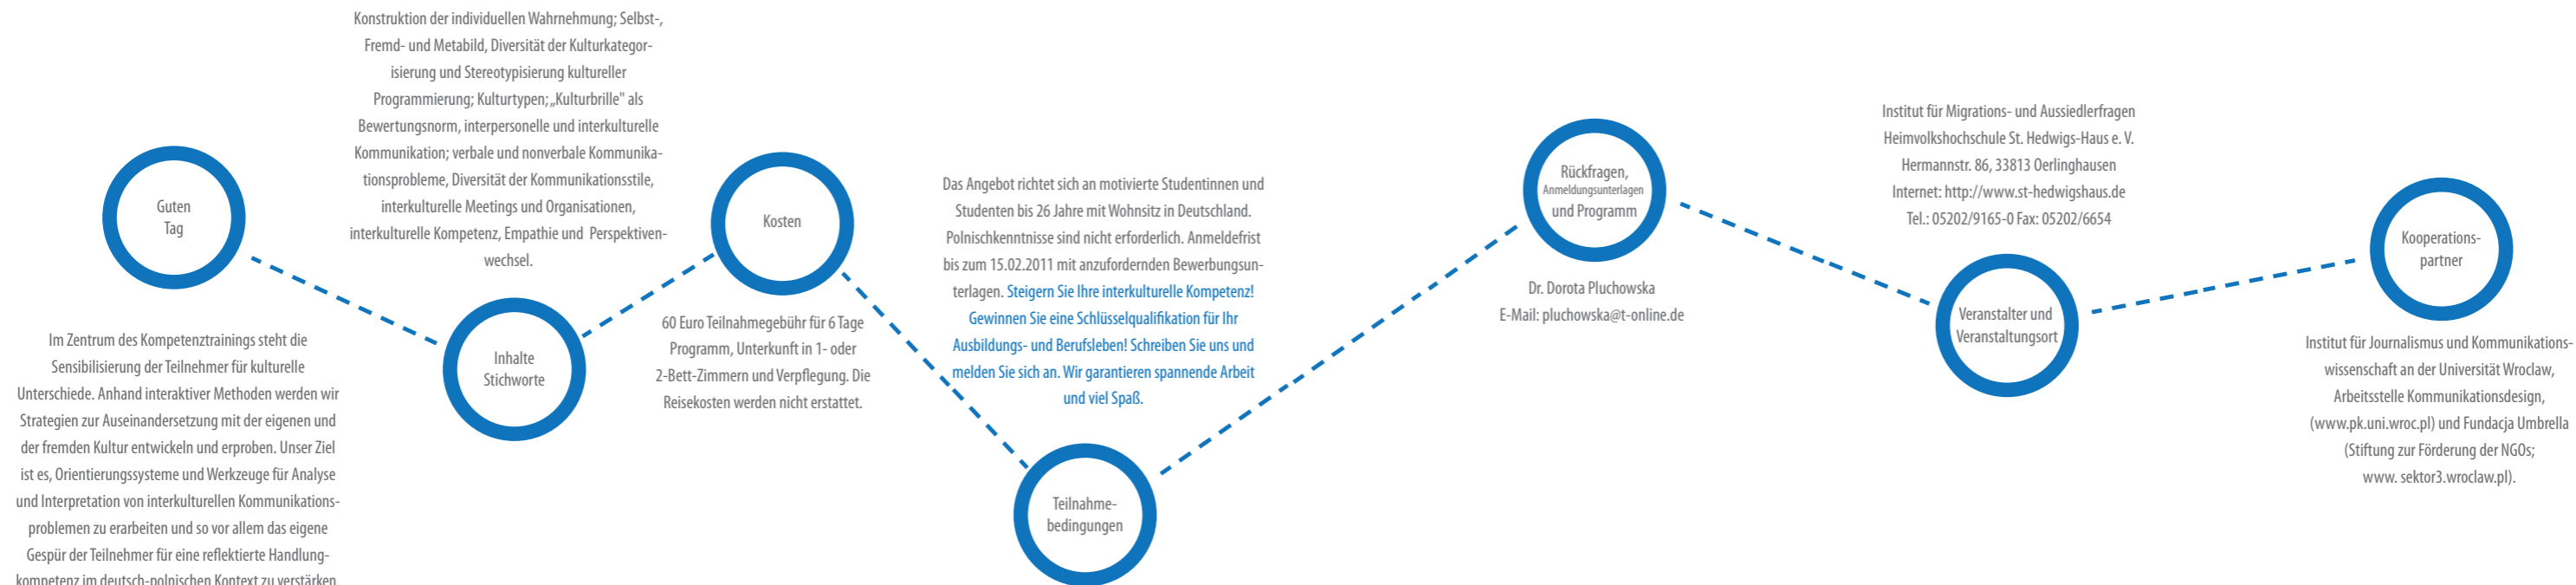 Guten
Tag
Im Zentrum des Kompetenztrainings steht die
Sensibilisierung der Teilnehmer für kulturelle
Unterschiede. Anhand interaktiver Methoden werden wir
Strategien zur Auseinandersetzung mit der eigenen und
der fremden Kultur entwickeln und erproben. Unser Ziel
ist es, Orientierungssysteme und Werkzeuge für Analyse
und Interpretation von interkulturellen Kommunikations-
problemen zu erarbeiten und so vor allem das eigene
Gespür der Teilnehmer für eine reflektierte Handlung-
kompetenz im deutsch-polnischen Kontext zu verstärken.
Konstruktion der individuellen Wahrnehmung; Selbst-,
Fremd- und Metabild, Diversität der Kulturkategor-
isierung und Stereotypisierung kultureller
Programmierung; Kulturtypen; „Kulturbrille" als
Bewertungsnorm, interpersonelle und interkulturelle
Kommunikation; verbale und nonverbale Kommunika-
tionsprobleme, Diversität der Kommunikationsstile,
interkulturelle Meetings und Organisationen,
interkulturelle Kompetenz, Empathie und Perspektiven-
wechsel.
Inhalte
Stichworte
Kosten
60 Euro Teilnahmegebühr für 6 Tage
Programm, Unterkunft in 1- oder
2-Bett-Zimmern und Verpflegung. Die
Reisekosten werden nicht erstattet.
Das Angebot richtet sich an motivierte Studentinnen und
Studenten bis 26 Jahre mit Wohnsitz in Deutschland.
Polnischkenntnisse sind nicht erforderlich. Anmeldefrist
bis zum 15.02.2011 mit anzufordernden Bewerbungsun-
terlagen. Steigern Sie Ihre interkulturelle Kompetenz!
Gewinnen Sie eine Schlüsselqualifikation für Ihr
Ausbildungs- und Berufsleben! Schreiben Sie uns und
melden Sie sich an. Wir garantieren spannende Arbeit
und viel Spaß.
Teilnahme-
bedingungen
Rückfragen,
Anmeldungsunterlagen
und Programm
Dr. Dorota Pluchowska
E-Mail: pluchowska@t-online.de
Institut für Migrations- und Aussiedlerfragen
Heimvolkshochschule St. Hedwigs-Haus e. V.
Hermannstr. 86, 33813 Oerlinghausen
Internet: http://www.st-hedwigshaus.de
Tel.: 05202/9165-0 Fax: 05202/6654
Veranstalter und
Veranstaltungsort
Kooperations-
partner
Institut für Journalismus und Kommunikations-
wissenschaft an der Universität Wroclaw,
Arbeitsstelle Kommunikationsdesign,
(www.pk.uni.wroc.pl) und Fundacja Umbrella
(Stiftung zur Förderung der NGOs;
www. sektor3.wroclaw.pl).